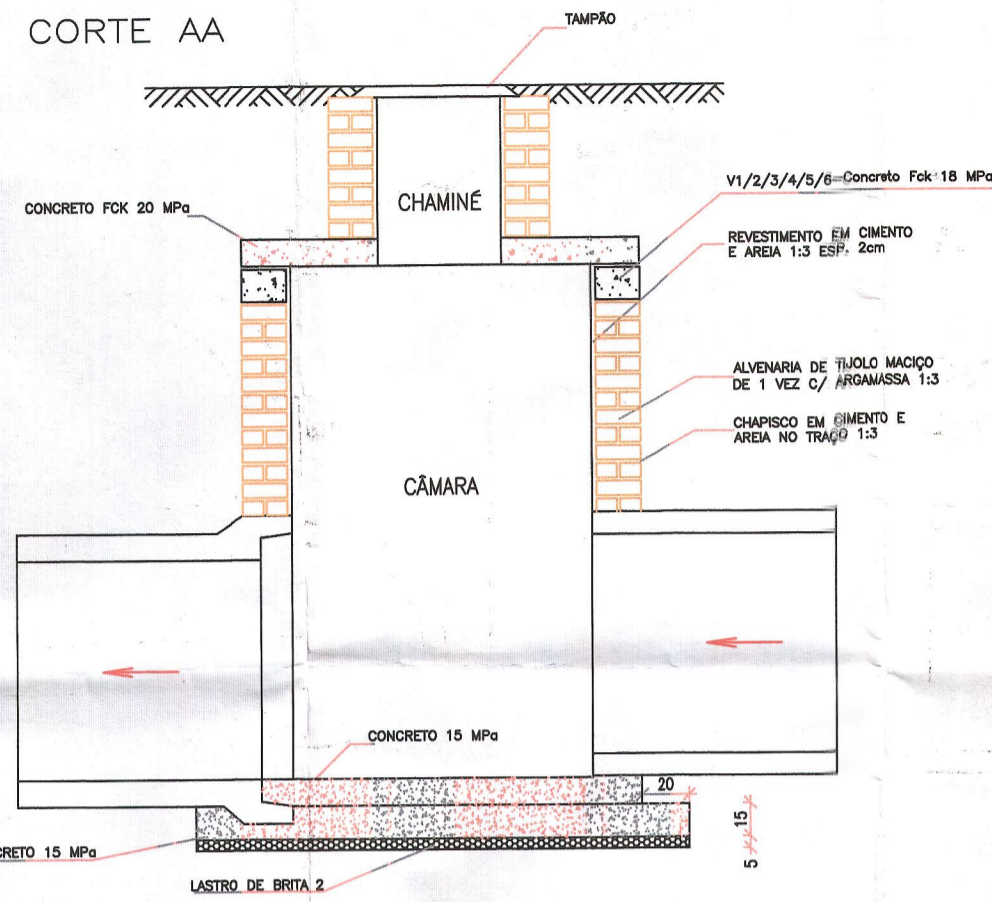 CORTE AA
TAMPÃO
CHAMINÉ
CONCRETO FCK 20 MPa
V1/2/3/4/5/6=Concreto Fck 18 MPa
REVESTIMENTO EM CIMENTO
E AREIA 1:3 ESP. 2cm
ALVENARIA DE TIJOLO MACIÇO
DE 1 VEZ C/ ARGAMASSA 1:3
CHAPISCO EM CIMENTO E
AREIA NO TRAÇO 1:3
CÂMARA
CONCRETO 15 MPa
20
15
5
CRETO 15 MPa
LASTRO DE BRITA 2